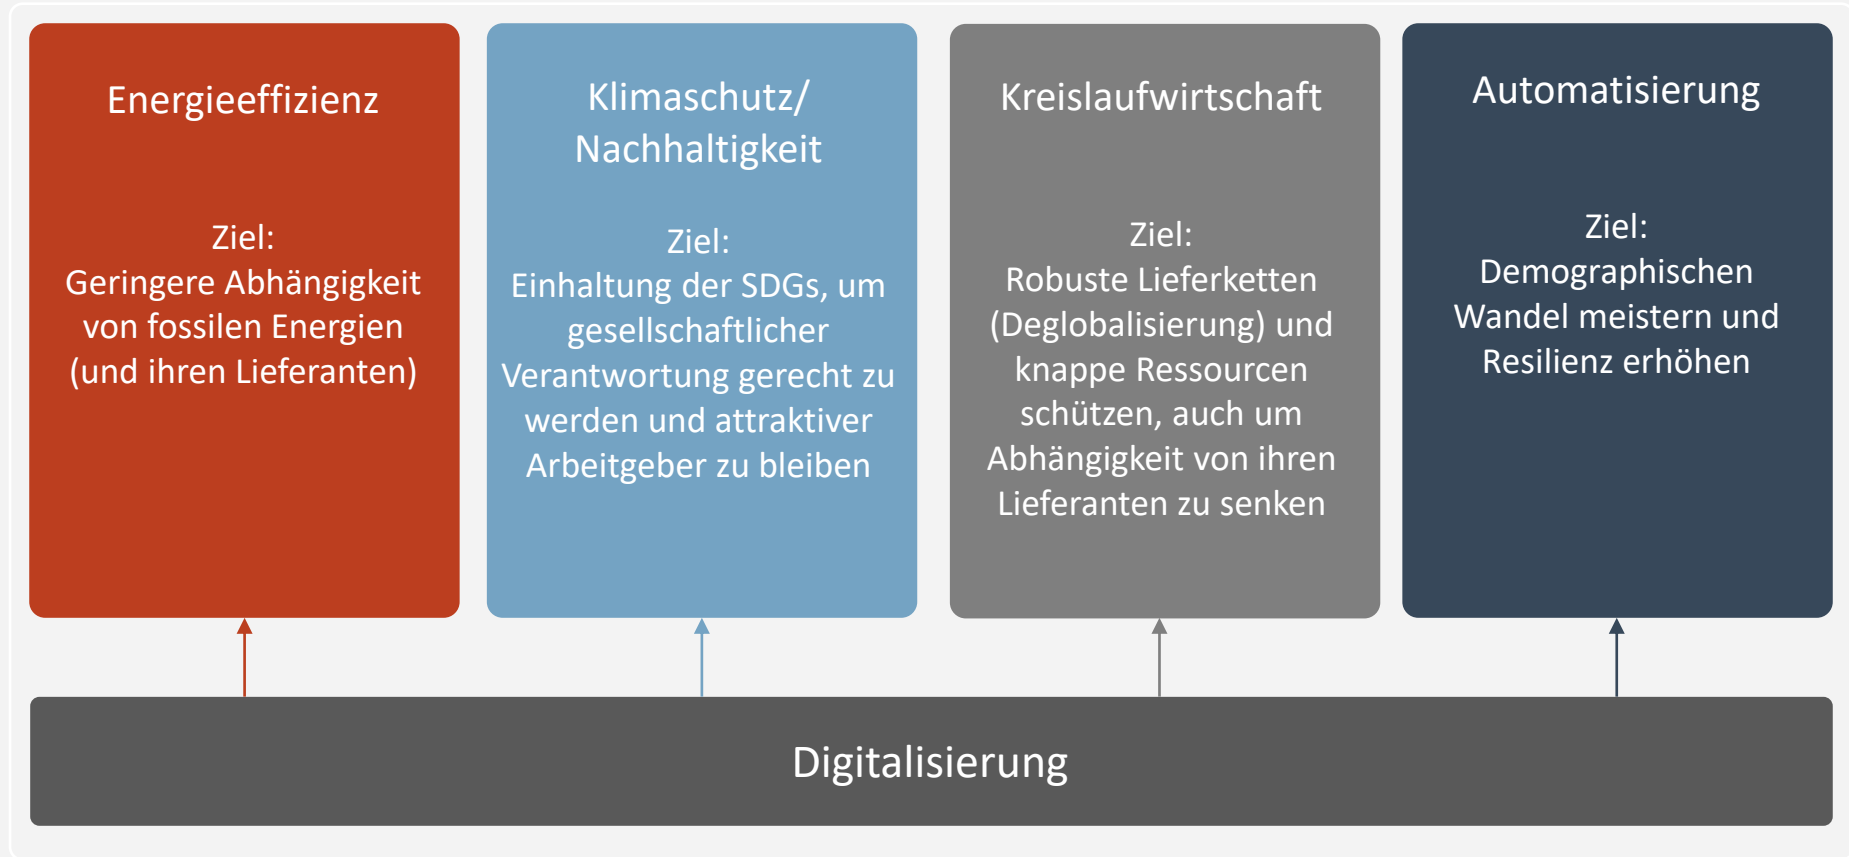 Energieeffizienz
Ziel:
Geringere Abhängigkeit
von fossilen Energien
(und ihren Lieferanten)
Klimaschutz/
Nachhaltigkeit
Ziel:
Einhaltung der SDGs, um
gesellschaftlicher
Verantwortung gerecht zu
werden und attraktiver
Arbeitgeber zu bleiben
Kreislaufwirtschaft
Ziel:
Robuste Lieferketten
(Deglobalisierung) und
knappe Ressourcen
schützen, auch um
Abhängigkeit von ihren
Lieferanten zu senken
Automatisierung
Ziel:
Demographischen
Wandel meistern und
Resilienz erhöhen
Digitalisierung